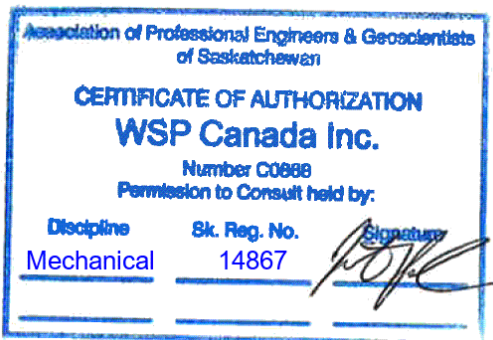 Association of Professional Engineers & Geoscientists
of Saskatchewan
CERTIFICATE OF AUTHORIZATION
WSP Canada Inc.
Number C0868
Permission to Consult held by:
Discipline Sk. Reg. No. Signature
Mechanical 14867